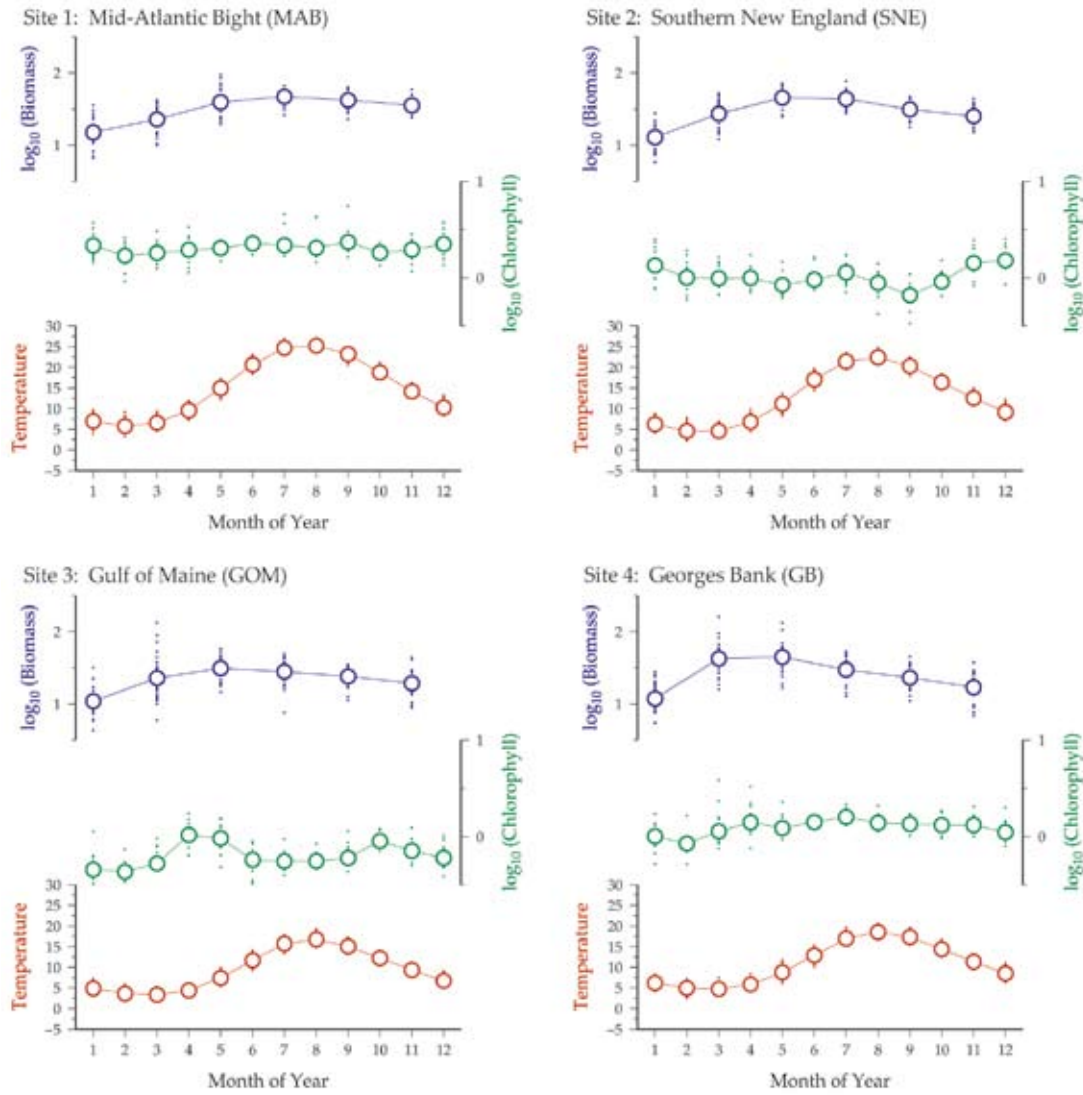 Site 1: Mid-Atlantic Bight (MAB)
log10 (Biomass)
2
1
1
0
log10 (Chlorophyll)
Temperature
30
25
20
15
10
5
0
−5
1 2 3 4 5 6 7 8 9 10 11 12
Month of Year
Site 2: Southern New England (SNE)
log10 (Biomass)
2
1
1
0
log10 (Chlorophyll)
Temperature
30
25
20
15
10
5
0
−5
1 2 3 4 5 6 7 8 9 10 11 12
Month of Year
Site 3: Gulf of Maine (GOM)
log10 (Biomass)
2
1
1
0
log10 (Chlorophyll)
Temperature
30
25
20
15
10
5
0
−5
1 2 3 4 5 6 7 8 9 10 11 12
Month of Year
Site 4: Georges Bank (GB)
log10 (Biomass)
2
1
1
0
log10 (Chlorophyll)
Temperature
30
25
20
15
10
5
0
−5
1 2 3 4 5 6 7 8 9 10 11 12
Month of Year